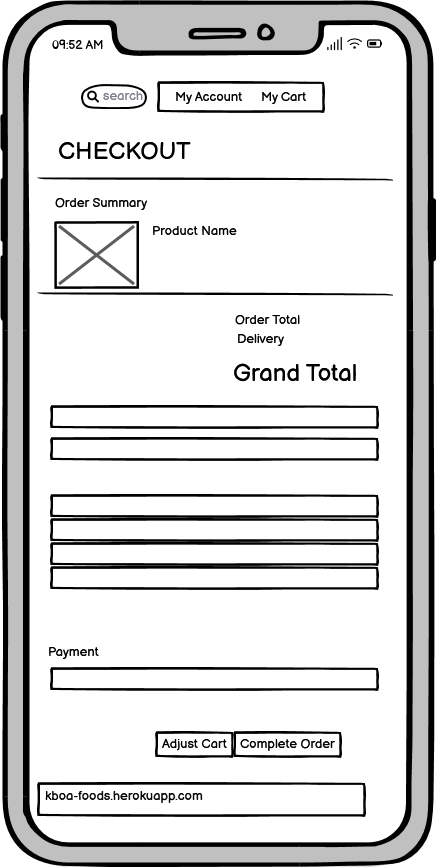 09:52 AM
search
My Account My Cart
CHECKOUT
Order Summary
Product Name
Order Total
Delivery
Grand Total
Payment
Adjust Cart Complete Order
kboa-foods.herokuapp.com